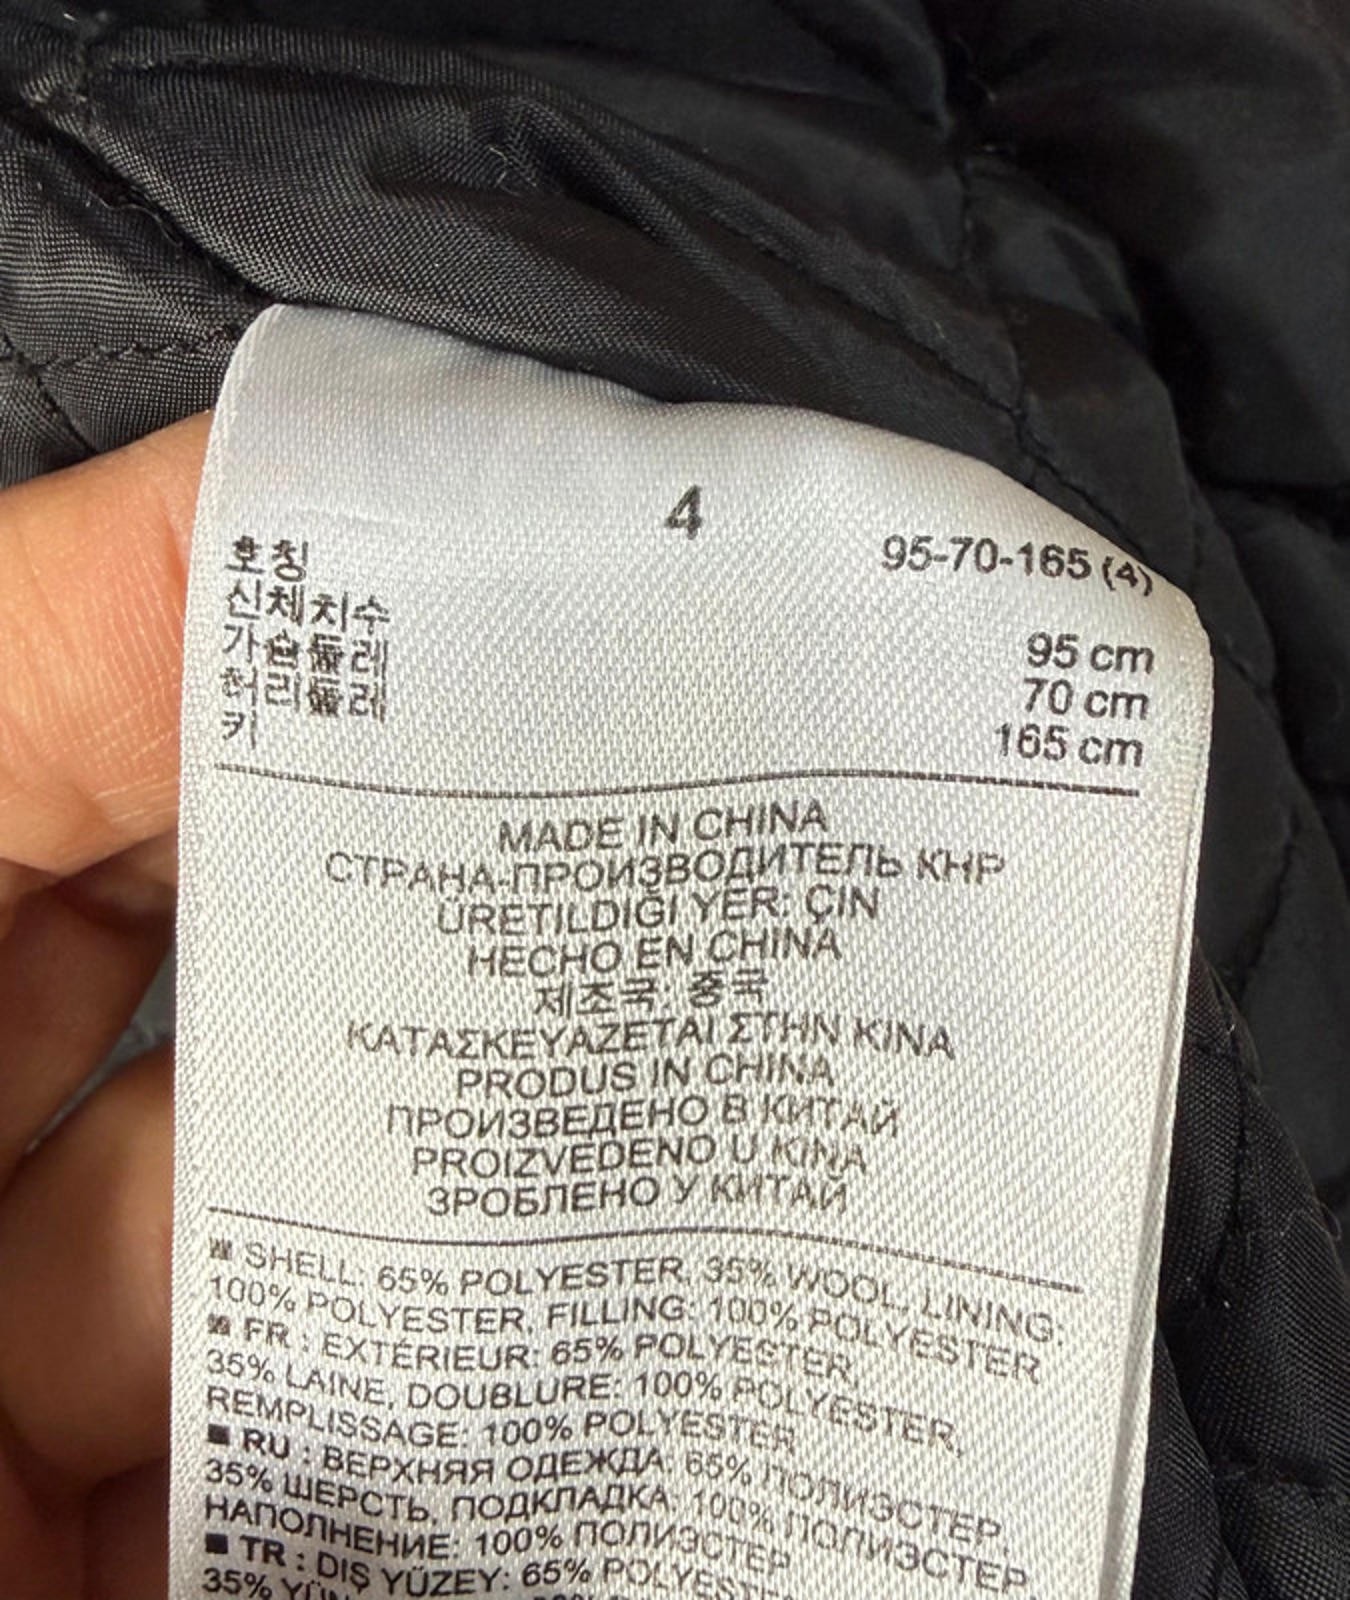 4
호칭 95-70-165 (4)
신체치수
가슴둘레 95 cm
허리둘레 70 cm
키 165 cm
MADE IN CHINA
СТРАНА-ПРОИЗВОДИТЕЛЬ КНР
ÜRETILDIĞI YER: ÇIN
HECHO EN CHINA
제조국: 중국
ΚΑΤΑΣΚΕΥΑΖΕΤΑΙ ΣΤΗΝ ΚΙΝΑ
PRODUS IN CHINA
ПРОИЗВЕДЕНО В КИТАЙ
PROIZVEDENO U KINA
ЗРОБЛЕНО У КИТАЙ
■ SHELL: 65% POLYESTER, 35% WOOL, LINING:
100% POLYESTER, FILLING: 100% POLYESTER
■ FR : EXTÉRIEUR: 65% POLYESTER,
35% LAINE, DOUBLURE: 100% POLYESTER,
REMPLISSAGE: 100% POLYESTER
■ RU : ВЕРХНЯЯ ОДЕЖДА: 65% ПОЛИЭСТЕР,
35% ШЕРСТЬ, ПОДКЛАДКА: 100% ПОЛИЭСТЕР,
НАПОЛНЕНИЕ: 100% ПОЛИЭСТЕР
■ TR : DIŞ YÜZEY: 65% POLYESTER,
35% YÜN,